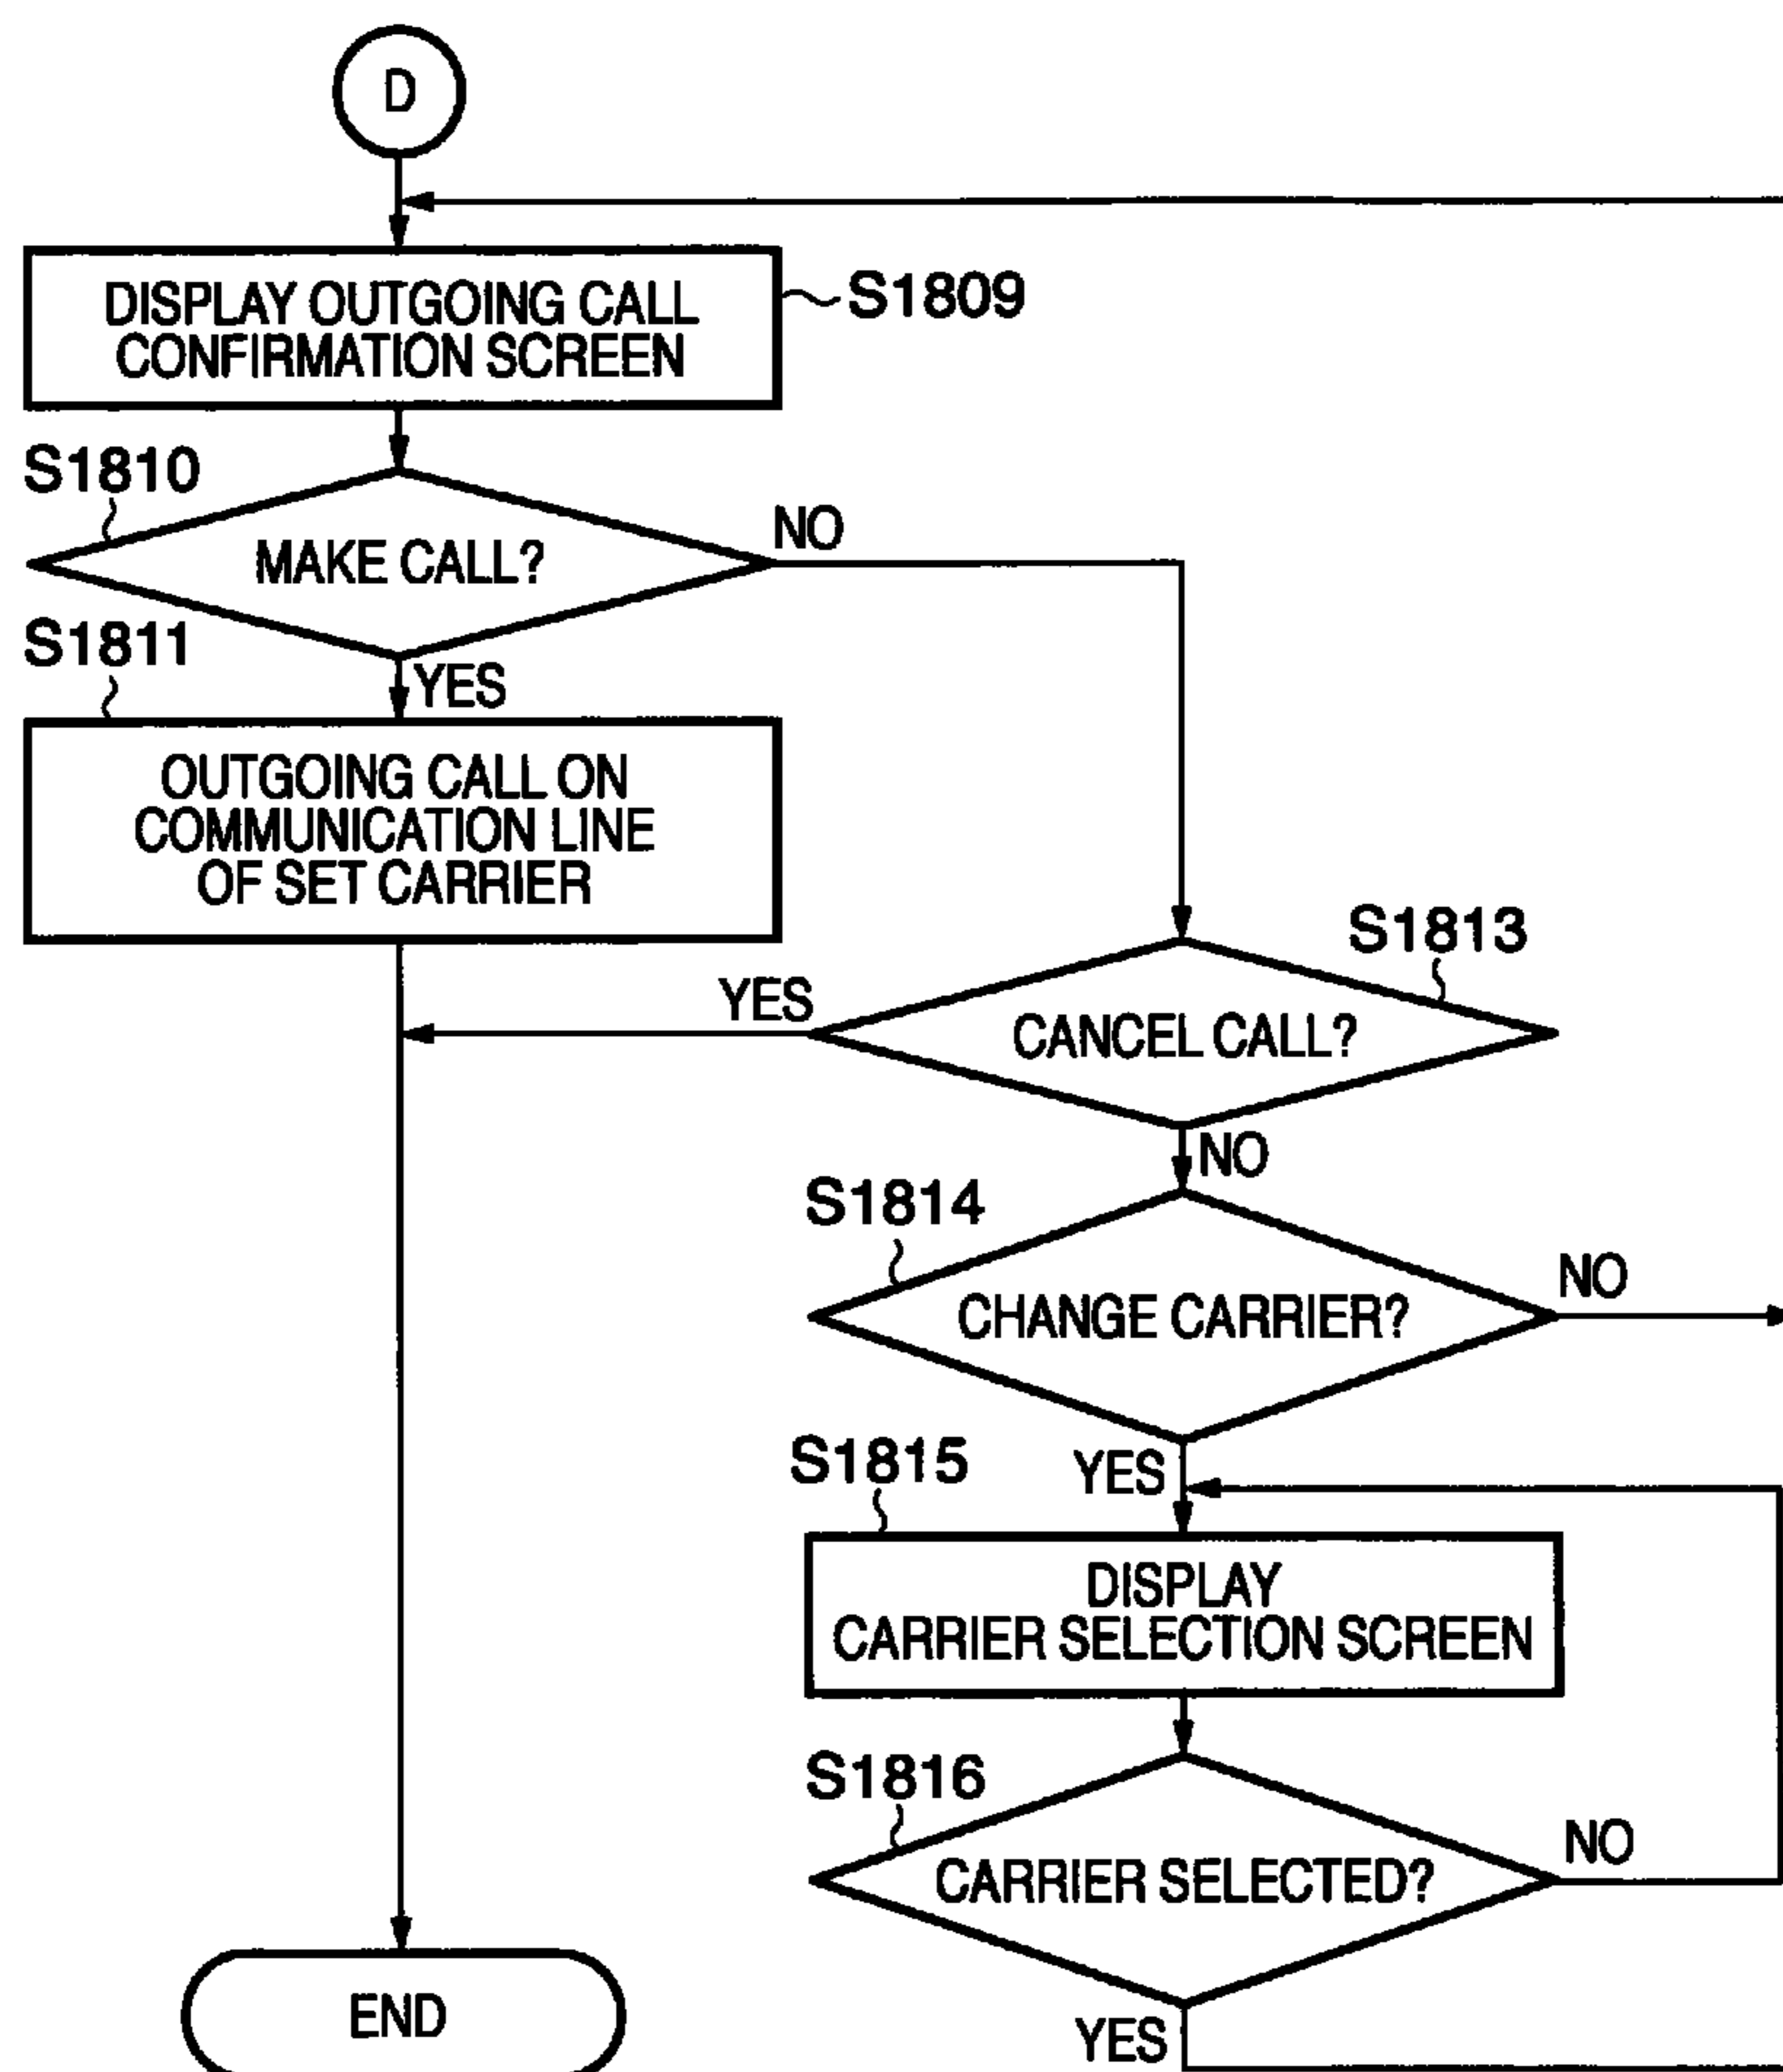 D
DISPLAY OUTGOING CALL
CONFIRMATION SCREEN
S1809
S1810
MAKE CALL?
NO
S1811
YES
OUTGOING CALL ON
COMMUNICATION LINE
OF SET CARRIER
S1813
YES
CANCEL CALL?
NO
S1814
CHANGE CARRIER?
NO
S1815
YES
DISPLAY
CARRIER SELECTION SCREEN
S1816
CARRIER SELECTED?
NO
END
YES